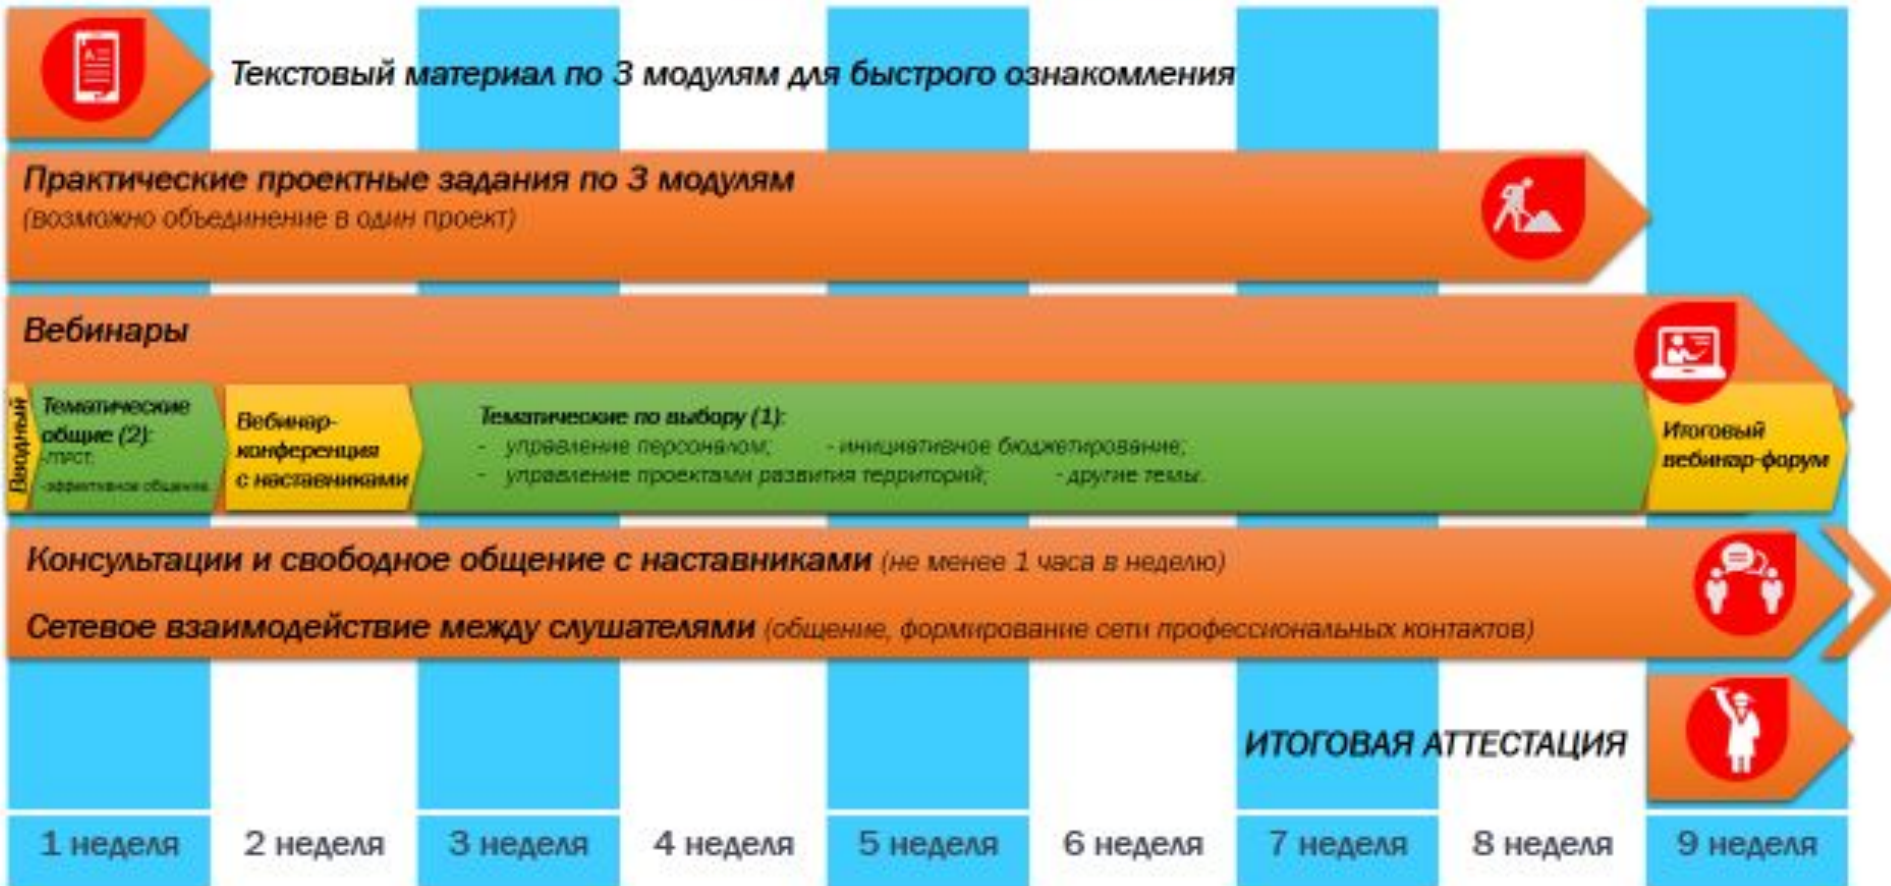 Текстовый материал по 3 модулям для быстрого ознакомления
Практические проектные задания по 3 модулям
(возможно объединение в один проект)
Вебинары
Вводный
Тематические
общие (2):
-эффективное общение.
Вебинар-
конференция
с наставниками
Тематические по выбору (1):
- управление персоналом; - инициативное бюджетирование;
- управление проектами развития территорий; - другие темы.
Итоговый
вебинар-форум
Консультации и свободное общение с наставниками (не менее 1 часа в неделю)
Сетевое взаимодействие между слушателями (общение, формирование сети профессиональных контактов)
ИТОГОВАЯ АТТЕСТАЦИЯ
1 неделя
2 неделя
3 неделя
4 неделя
5 неделя
6 неделя
7 неделя
8 неделя
9 неделя